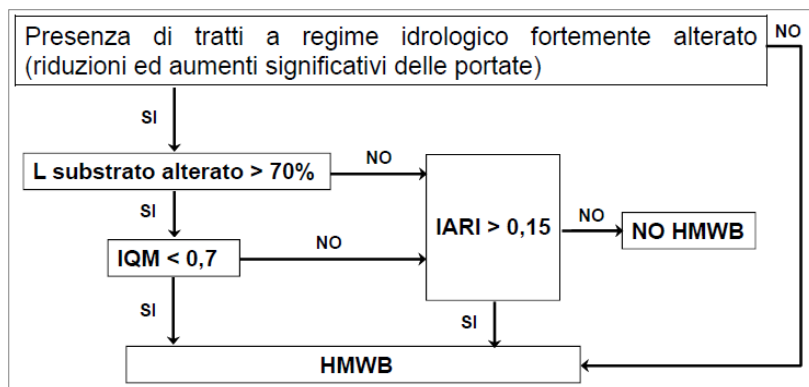 Presenza di tratti a regime idrologico fortemente alterato
(riduzioni ed aumenti significativi delle portate)
NO
SI
L substrato alterato > 70%
NO
SI
IARI > 0,15
NO
NO HMWB
IQM < 0,7
NO
SI
SI
HMWB